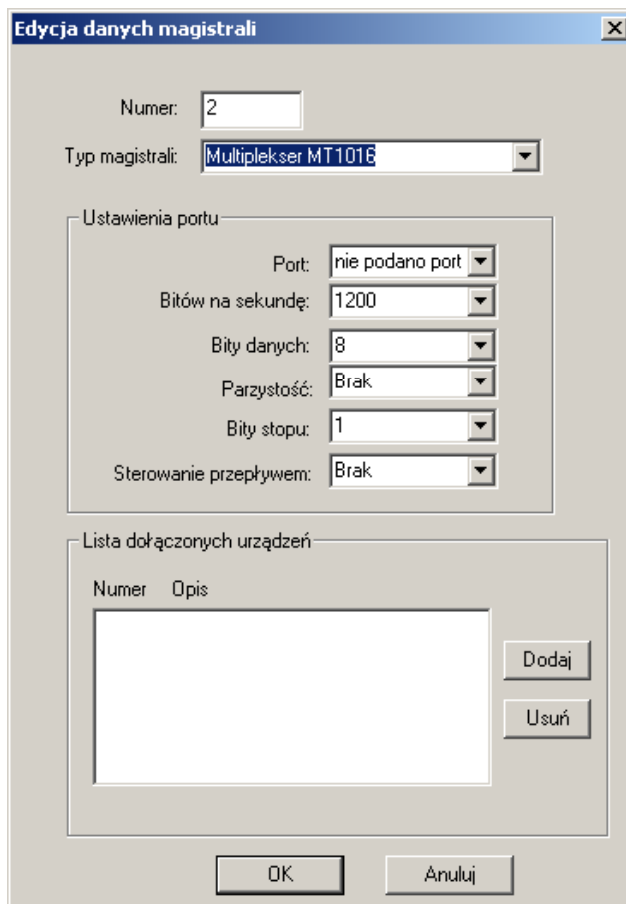 Edycja danych magistrali
Numer: 2
Typ magistrali: Multiplekser MT1016
Ustawienia portu
Port: nie podano port
Bitów na sekundę: 1200
Bity danych: 8
Parzystość: Brak
Bity stopu: 1
Sterowanie przepływem: Brak
Lista dołączonych urządzeń
Numer Opis
Dodaj
Usuń
OK Anuluj